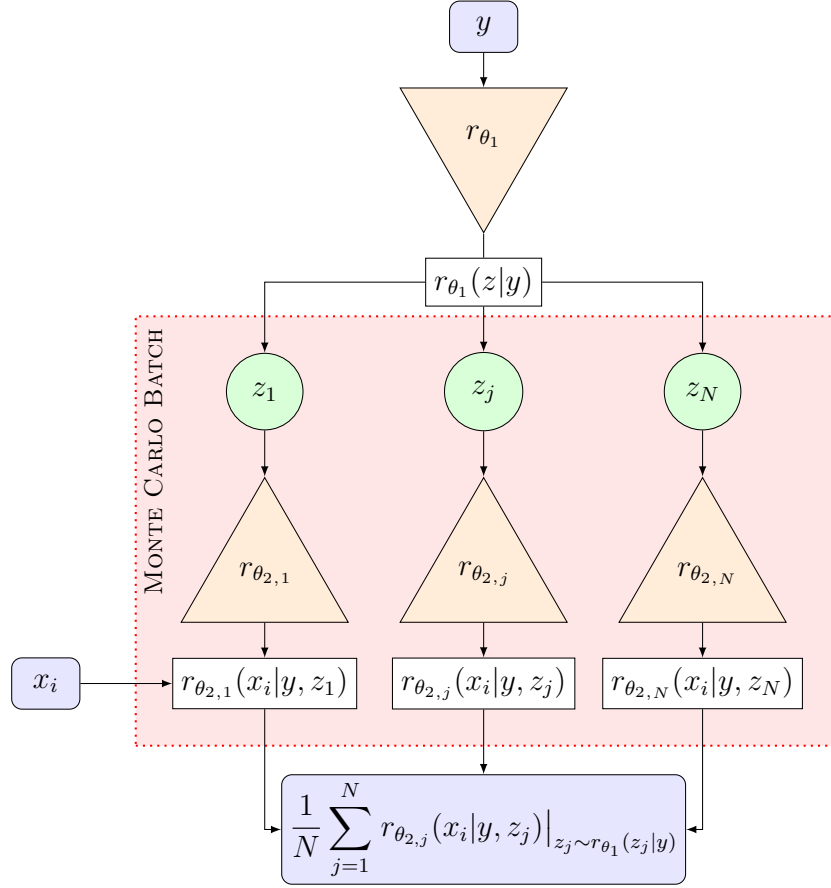 y
r_{θ_1}
r_{θ_1}(z|y)
MONTE CARLO BATCH
z_1 z_j z_N
r_{θ_{2,1}} r_{θ_{2,j}} r_{θ_{2,N}}
x_i r_{θ_{2,1}}(x_i|y, z_1) r_{θ_{2,j}}(x_i|y, z_j) r_{θ_{2,N}}(x_i|y, z_N)
\frac{1}{N} \sum_{j=1}^{N} r_{θ_{2,j}}(x_i|y, z_j)|_{z_j∼r_{θ_1}(z_j|y)}